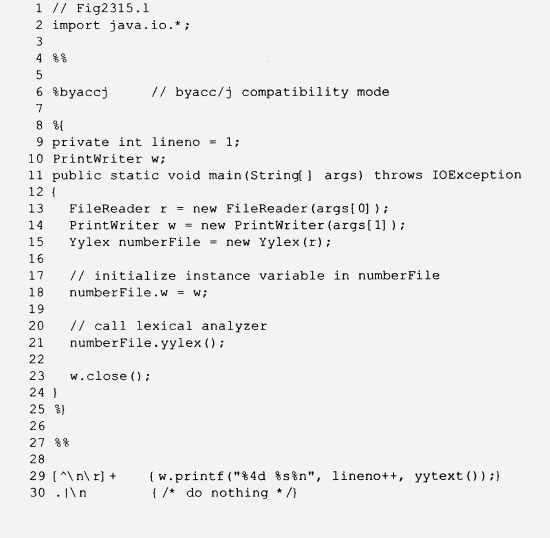 1 // Fig2315.l
2 import java.io.*;
3
4 %%
5
6 %byaccj     // byacc/j compatibility mode
7
8 %{
9 private int lineno = 1;
10 PrintWriter w;
11 public static void main(String[] args) throws IOException
12 {
13   FileReader r = new FileReader(args[0]);
14   PrintWriter w = new PrintWriter(args[1]);
15   Yylex numberFile = new Yylex(r);
16
17   // initialize instance variable in numberFile
18   numberFile.w = w;
19
20   // call lexical analyzer
21   numberFile.yylex();
22
23   w.close();
24 }
25 %}
26
27 %%
28
29 [^\n\r]+    {w.printf("%4d %s%n", lineno++, yytext());}
30 .|\n        {/* do nothing */}